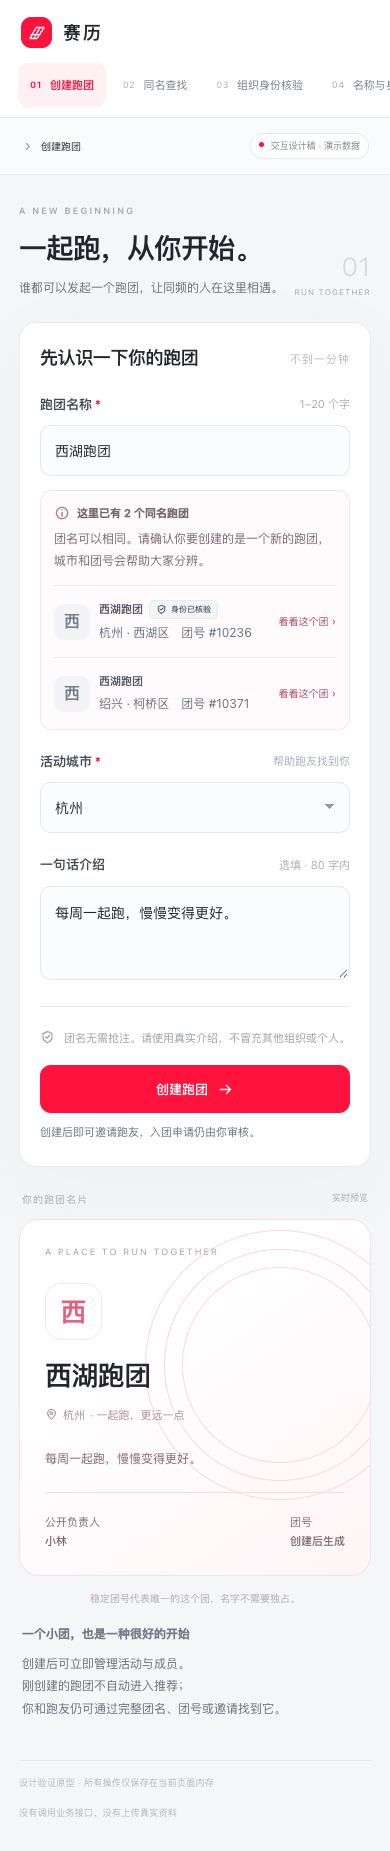 赛历
01 创建跑团 02 同名查找 03 组织身份核验 04 名称与
创建跑团 交互设计稿 · 演示数据
A NEW BEGINNING
一起跑，从你开始。
谁都可以发起一个跑团，让同频的人在这里相遇。
01
RUN TOGETHER
先认识一下你的跑团 不到一分钟
跑团名称 * 1–20 个字
西湖跑团
这里已有 2 个同名跑团
团名可以相同。请确认你要创建的是一个新的跑团，
城市和团号会帮助大家分辨。
西 西湖跑团 身份已核验
杭州 · 西湖区 团号 #10236 看看这个团 ›
西 西湖跑团
绍兴 · 柯桥区 团号 #10371 看看这个团 ›
活动城市 * 帮助跑友找到你
杭州
一句话介绍 选填 · 80 字内
每周一起跑，慢慢变得更好。
团名无需抢注。请使用真实介绍，不冒充其他组织或个人。
创建跑团 →
创建后即可邀请跑友，入团申请仍由你审核。
你的跑团名片 实时预览
A PLACE TO RUN TOGETHER
西
西湖跑团
杭州 · 一起跑，更远一点
每周一起跑，慢慢变得更好。
公开负责人 团号
小林 创建后生成
稳定团号代表唯一的这个团，名字不需要独占。
一个小团，也是一种很好的开始
创建后可立即管理活动与成员。
刚创建的跑团不自动进入推荐；
你和跑友仍可通过完整团名、团号或邀请找到它。
设计验证原型 · 所有操作仅保存在当前页面内存
没有调用业务接口，没有上传真实资料